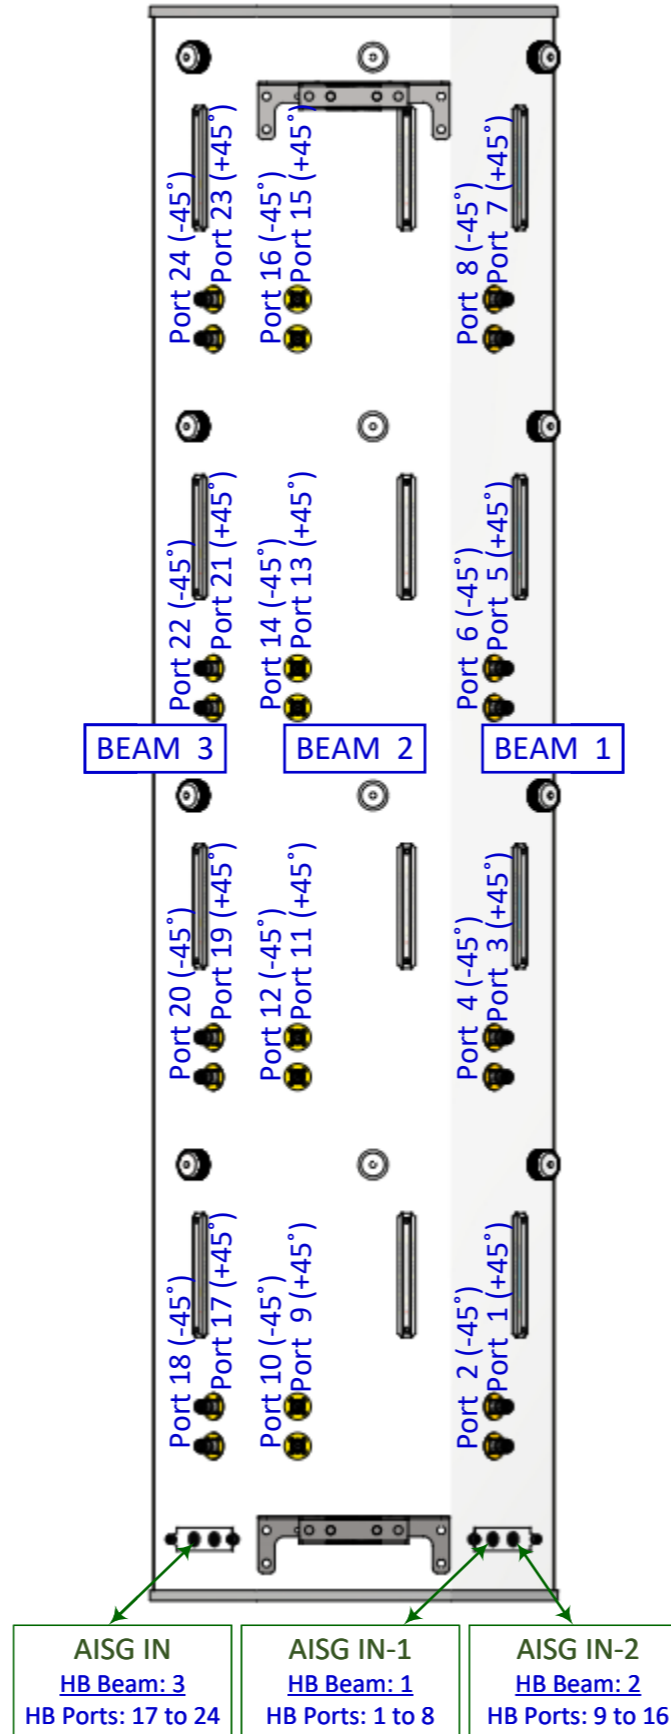 Port 24 (-45°)
Port 23 (+45°)
Port 16 (-45°)
Port 15 (+45°)
Port 8 (-45°)
Port 7 (+45°)
Port 22 (-45°)
Port 21 (+45°)
Port 14 (-45°)
Port 13 (+45°)
Port 6 (-45°)
Port 5 (+45°)
BEAM 3
BEAM 2
BEAM 1
Port 20 (-45°)
Port 19 (+45°)
Port 12 (-45°)
Port 11 (+45°)
Port 4 (-45°)
Port 3 (+45°)
Port 18 (-45°)
Port 17 (+45°)
Port 10 (-45°)
Port 9 (+45°)
Port 2 (-45°)
Port 1 (+45°)
AISG IN
HB Beam: 3
HB Ports: 17 to 24
AISG IN-1
HB Beam: 1
HB Ports: 1 to 8
AISG IN-2
HB Beam: 2
HB Ports: 9 to 16